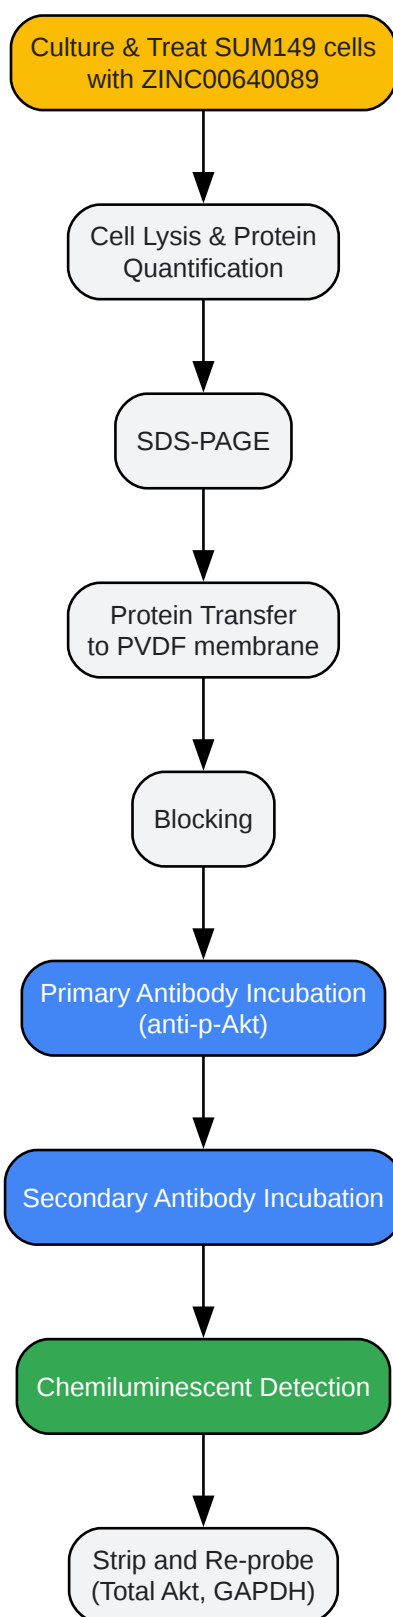 Culture & Treat SUM149 cells
with ZINC00640089
Cell Lysis & Protein
Quantification
SDS-PAGE
Protein Transfer
to PVDF membrane
Blocking
Primary Antibody Incubation
(anti-p-Akt)
Secondary Antibody Incubation
Chemiluminescent Detection
Strip and Re-probe
(Total Akt, GAPDH)